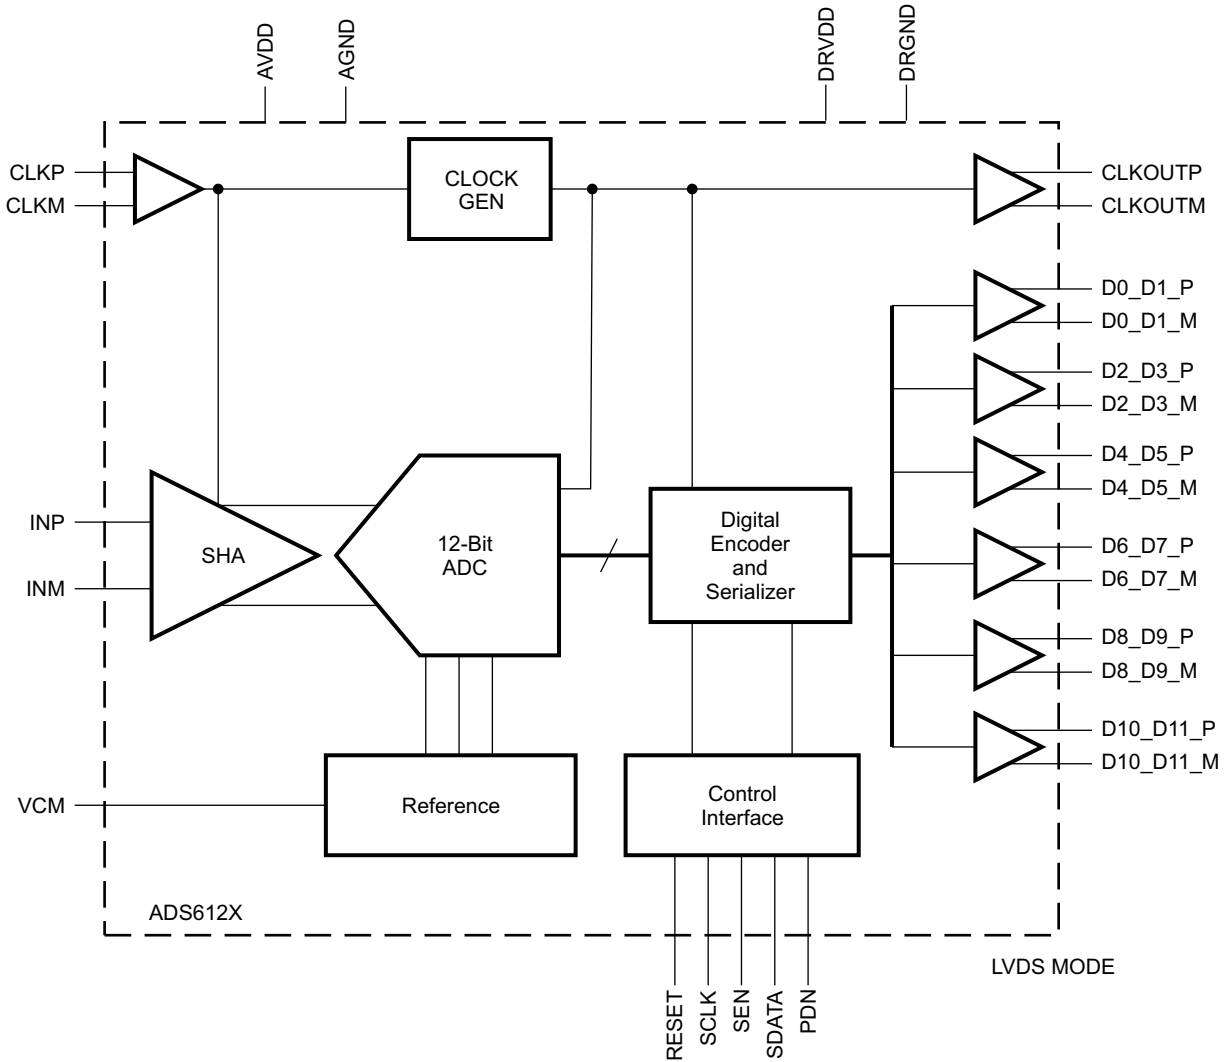 AVDD
AGND
DRVDD
DRGND
CLKP
CLKM
CLOCK
GEN
CLKOUTP
CLKOUTM
D0_D1_P
D0_D1_M
D2_D3_P
D2_D3_M
D4_D5_P
D4_D5_M
INP
INM
SHA
12-Bit
ADC
Digital
Encoder
and
Serializer
D6_D7_P
D6_D7_M
D8_D9_P
D8_D9_M
D10_D11_P
D10_D11_M
VCM
Reference
Control
Interface
ADS612X
LVDS MODE
RESET
SCLK
SEN
SDATA
PDN